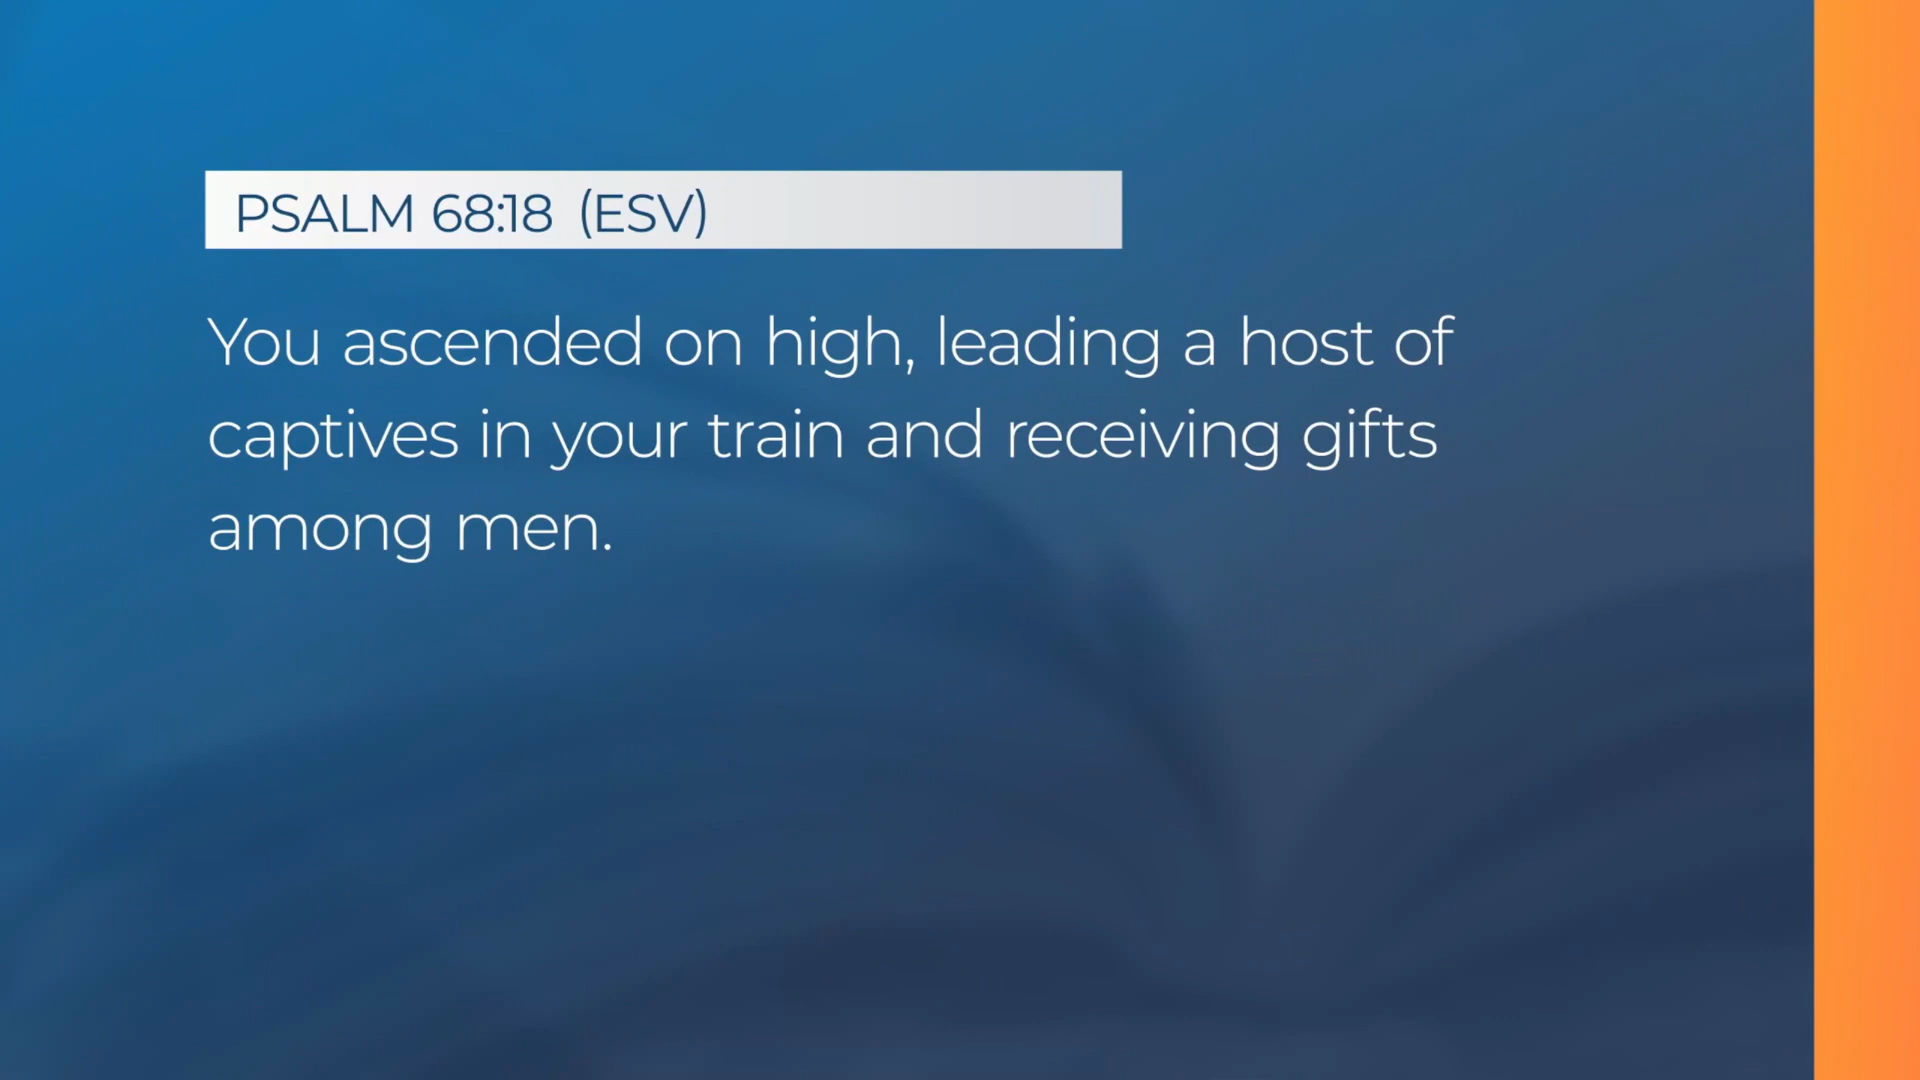 PSALM 68:18 (ESV)
You ascended on high, leading a host of
captives in your train and receiving gifts
among men.